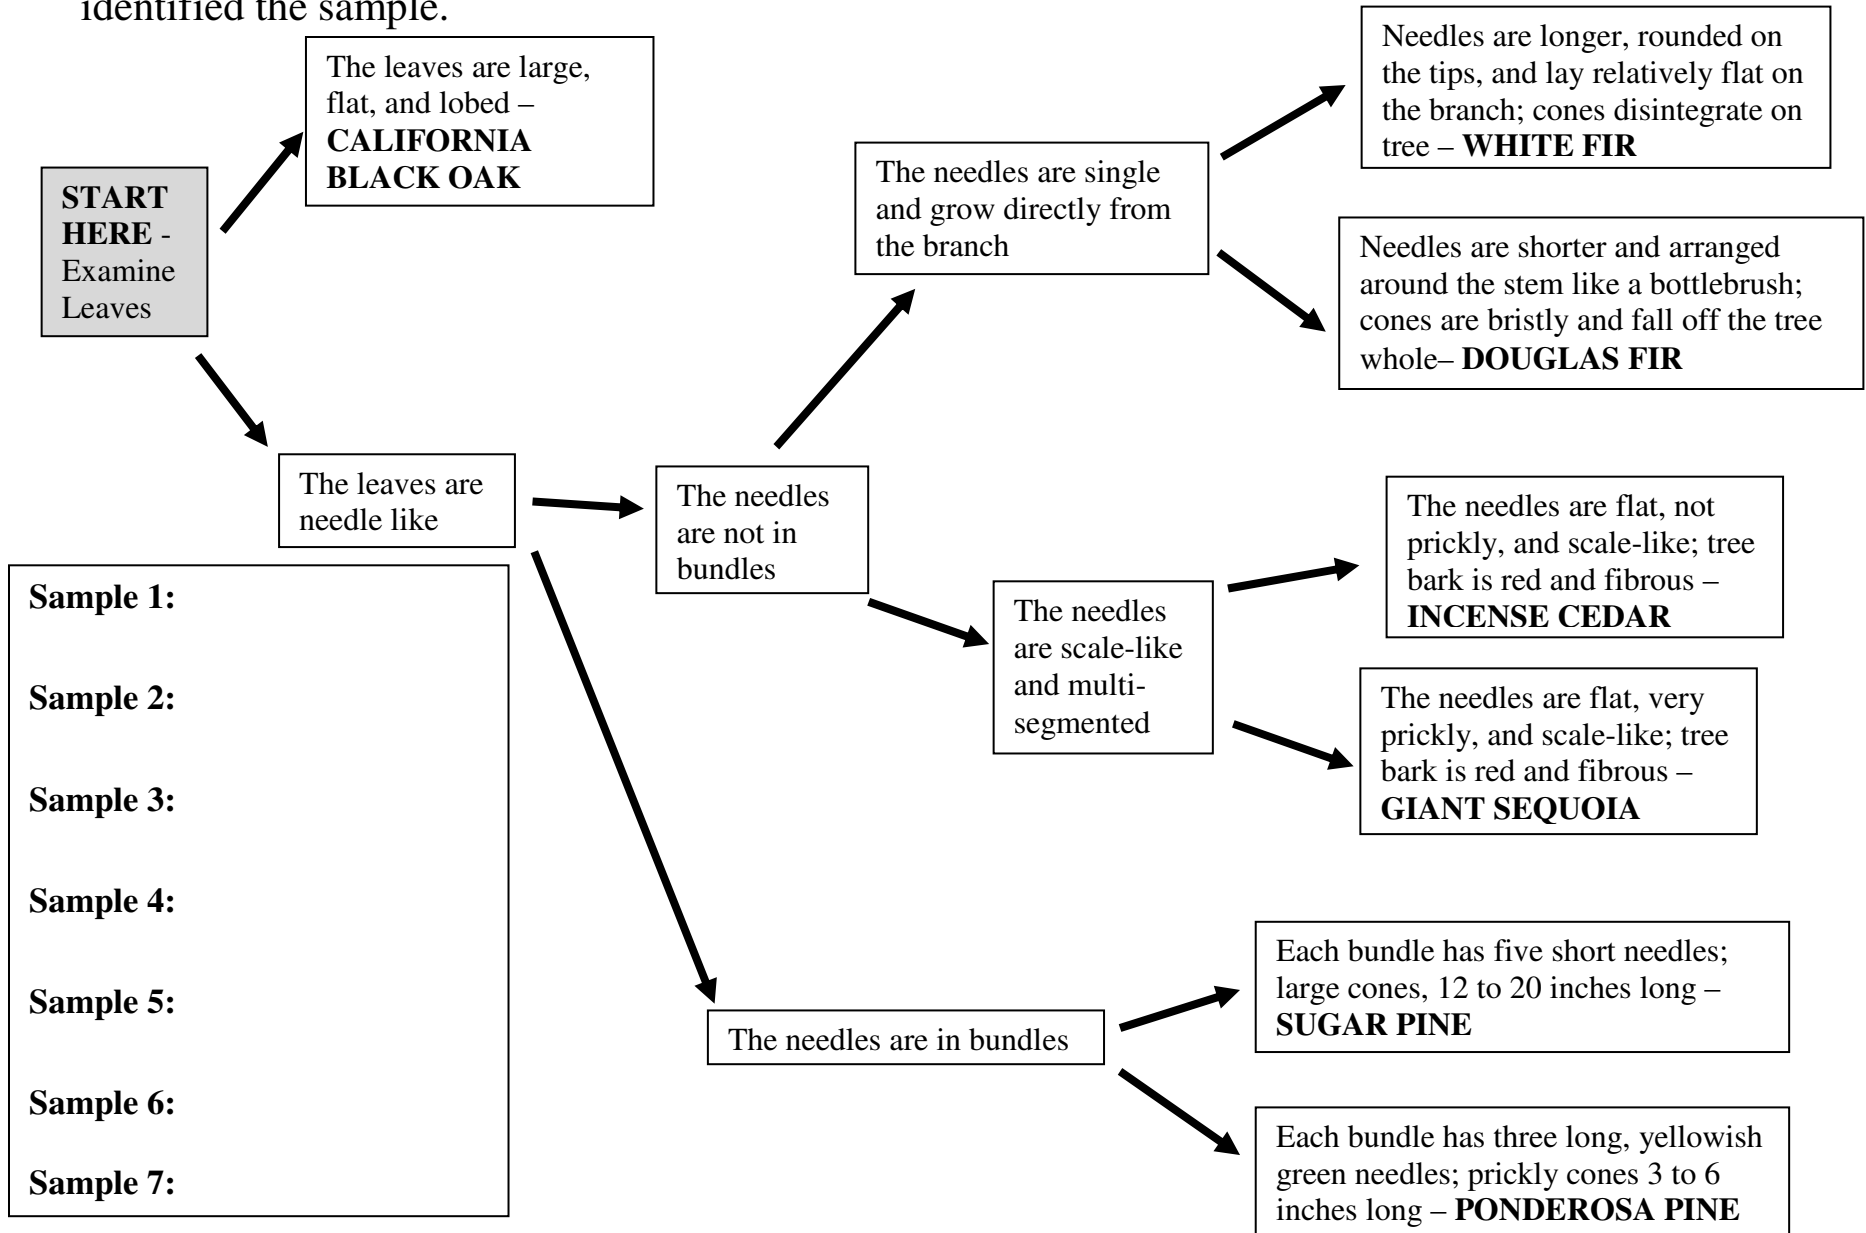 identified the sample.
The leaves are large,
flat, and lobed –
CALIFORNIA
BLACK OAK
START
HERE -
Examine
Leaves
The leaves are
needle like
The needles
are not in
bundles
The needles are single
and grow directly from
the branch
Needles are longer, rounded on
the tips, and lay relatively flat on
the branch; cones disintegrate on
tree – WHITE FIR
Needles are shorter and arranged
around the stem like a bottlebrush;
cones are bristly and fall off the tree
whole– DOUGLAS FIR
The needles
are scale-like
and multi-
segmented
The needles are flat, not
prickly, and scale-like; tree
bark is red and fibrous –
INCENSE CEDAR
The needles are flat, very
prickly, and scale-like; tree
bark is red and fibrous –
GIANT SEQUOIA
The needles are in bundles
Each bundle has five short needles;
large cones, 12 to 20 inches long –
SUGAR PINE
Each bundle has three long, yellowish
green needles; prickly cones 3 to 6
inches long – PONDEROSA PINE
Sample 1:
Sample 2:
Sample 3:
Sample 4:
Sample 5:
Sample 6:
Sample 7: